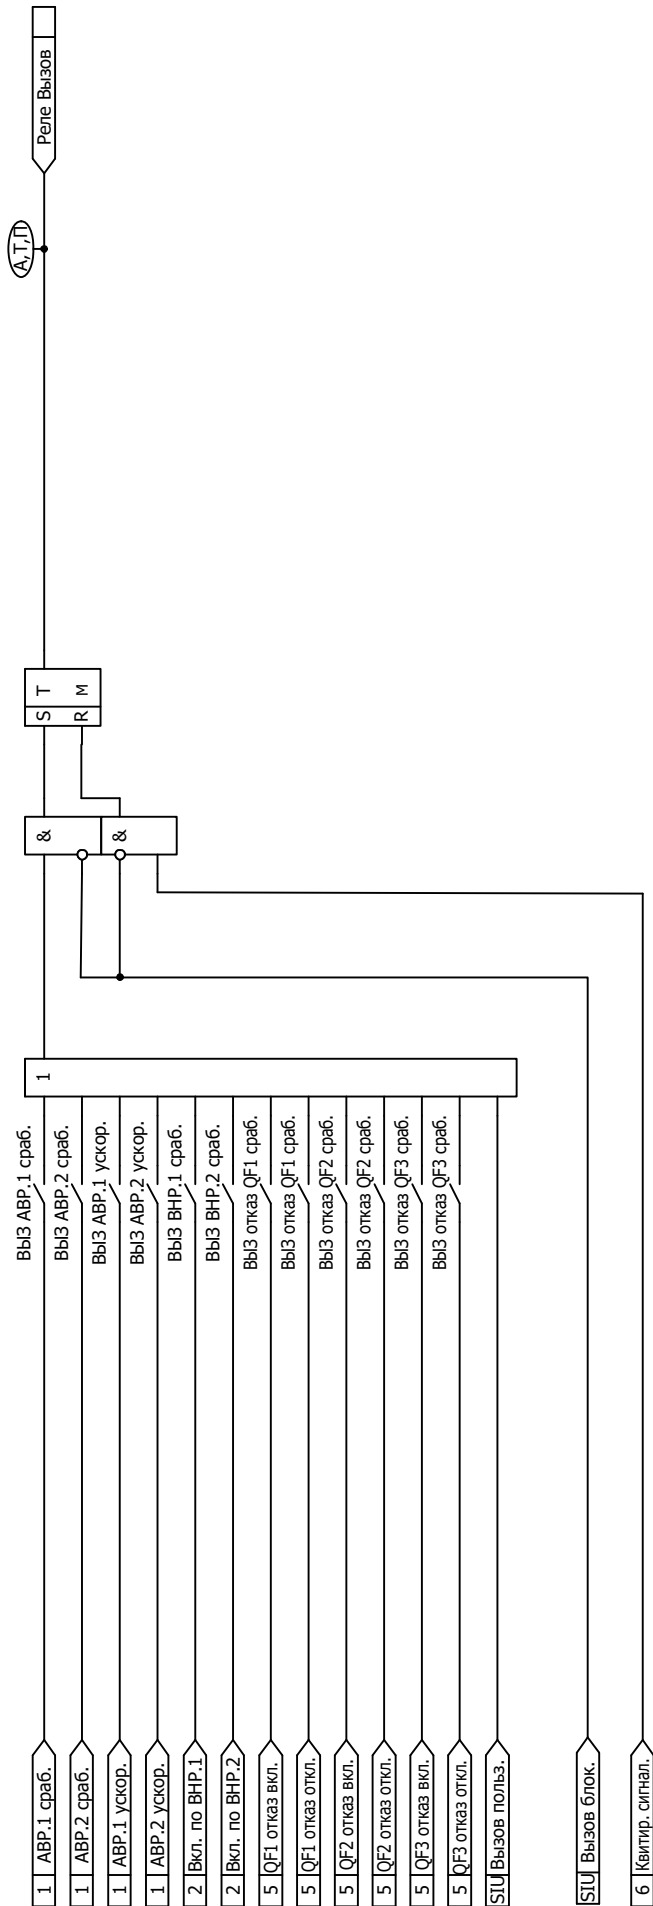 Реле Вызов
А,Т,П
S T
R M
&
&
1
ВЫЗ АВР.1 сраб.
ВЫЗ АВР.2 сраб.
ВЫЗ АВР.1 ускор.
ВЫЗ АВР.2 ускор.
ВЫЗ ВНР.1 сраб.
ВЫЗ ВНР.2 сраб.
ВЫЗ отказ QF1 сраб.
ВЫЗ отказ QF1 сраб.
ВЫЗ отказ QF2 сраб.
ВЫЗ отказ QF2 сраб.
ВЫЗ отказ QF3 сраб.
ВЫЗ отказ QF3 сраб.
1 АВР.1 сраб.
1 АВР.2 сраб.
1 АВР.1 ускор.
1 АВР.2 ускор.
2 Вкл. по ВНР.1
2 Вкл. по ВНР.2
5 QF1 отказ вкл.
5 QF1 отказ откл.
5 QF2 отказ вкл.
5 QF2 отказ откл.
5 QF3 отказ вкл.
5 QF3 отказ откл.
SIU Вызов польз.
SIU Вызов блок.
6 Квитир. сигнал.